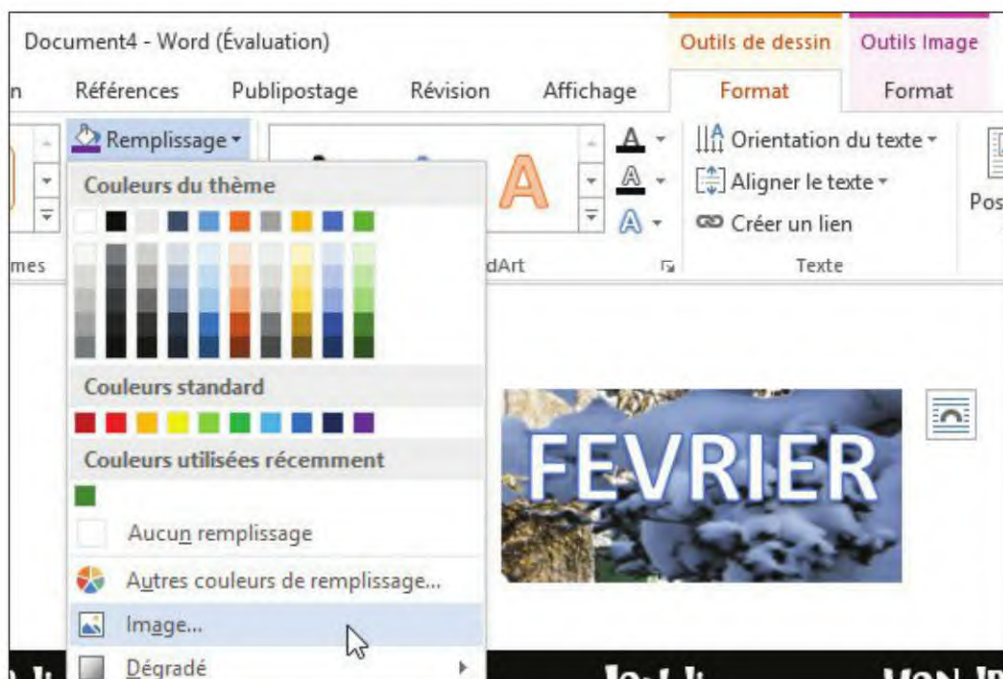 Document4 - Word (Évaluation)
Outils de dessin Outils Image
n Références Publipostage Révision Affichage Format Format
Remplissage
A
A Orientation du texte
A
Aligner le texte
A Créer un lien
Pos
mes
dArt
Texte
Couleurs du thème
Couleurs standard
Couleurs utilisées récemment
Aucun remplissage
Autres couleurs de remplissage...
Image...
Dégradé
FEVRIER